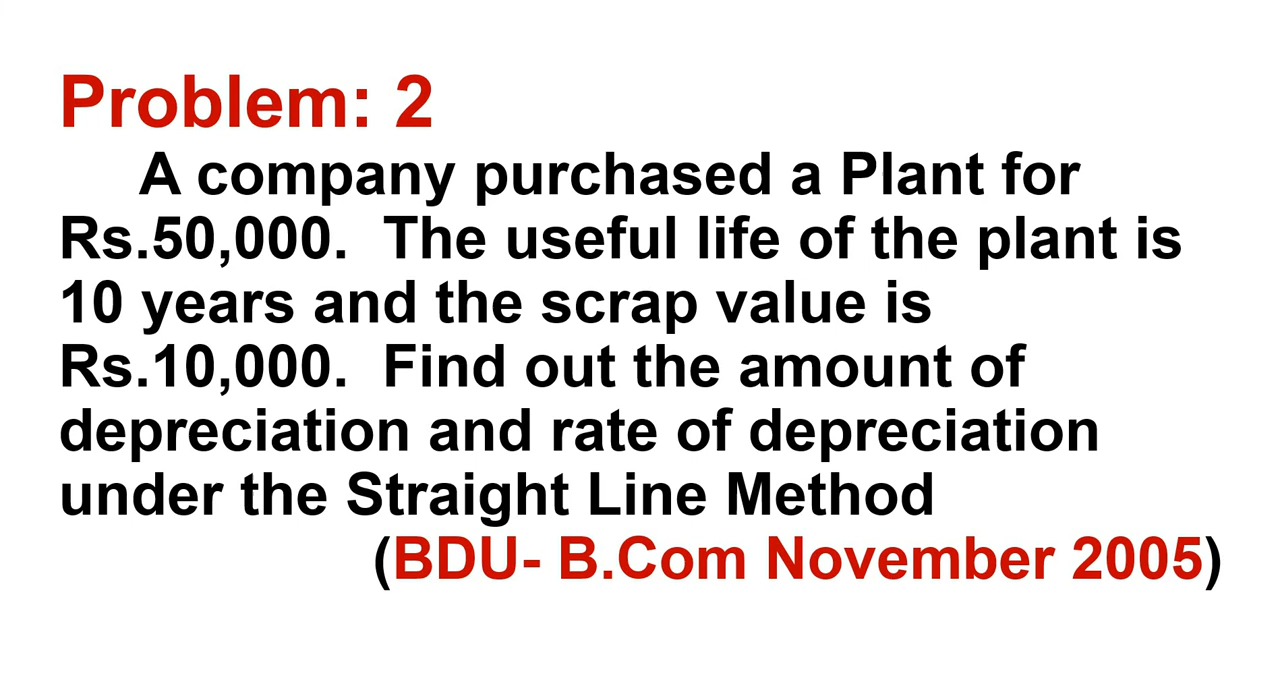 Problem: 2
A company purchased a Plant for
Rs.50,000.  The useful life of the plant is
10 years and the scrap value is
Rs.10,000.  Find out the amount of
depreciation and rate of depreciation
under the Straight Line Method
(BDU- B.Com November 2005)